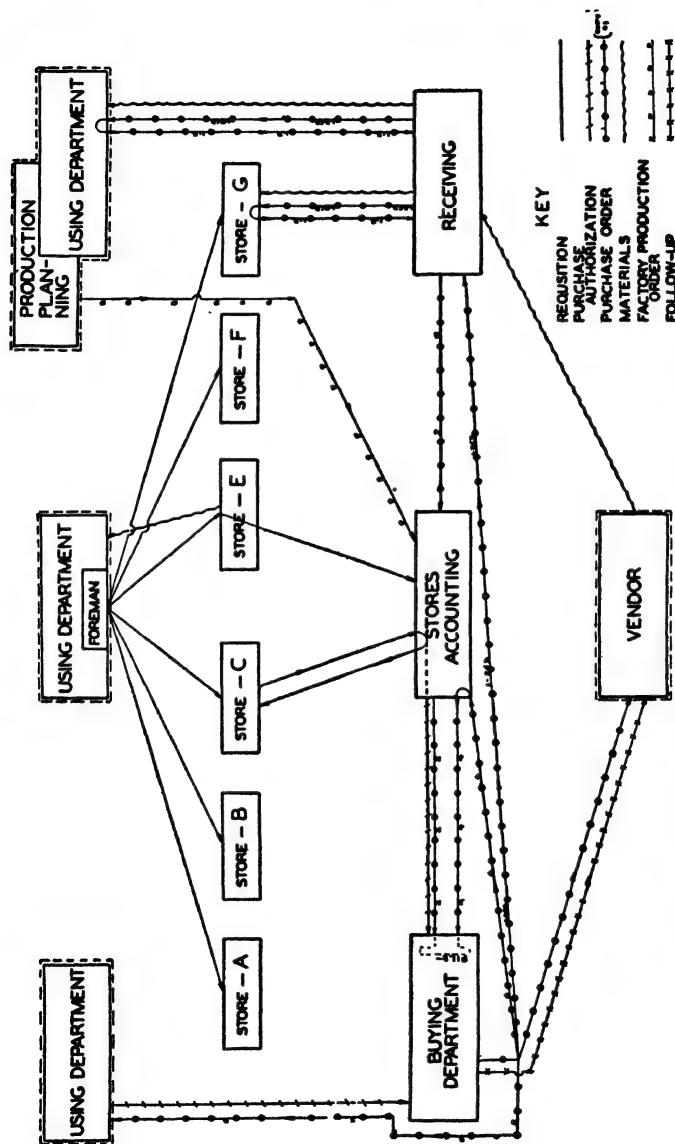 USING DEPARTMENT
USING DEPARTMENT
FOREMAN
PRODUCTION
PLAN-
NING
USING DEPARTMENT
STORE - A
STORE - B
STORE - C
STORE - E
STORE - F
STORE - G
BUYING
DEPARTMENT
STORES
ACCOUNTING
RECEIVING
VENDOR
KEY
REQUSITION
PURCHASE
AUTHORIZATION
PURCHASE ORDER
MATERIALS
FACTORY PRODUCTION
ORDER
FOLLOW-UP